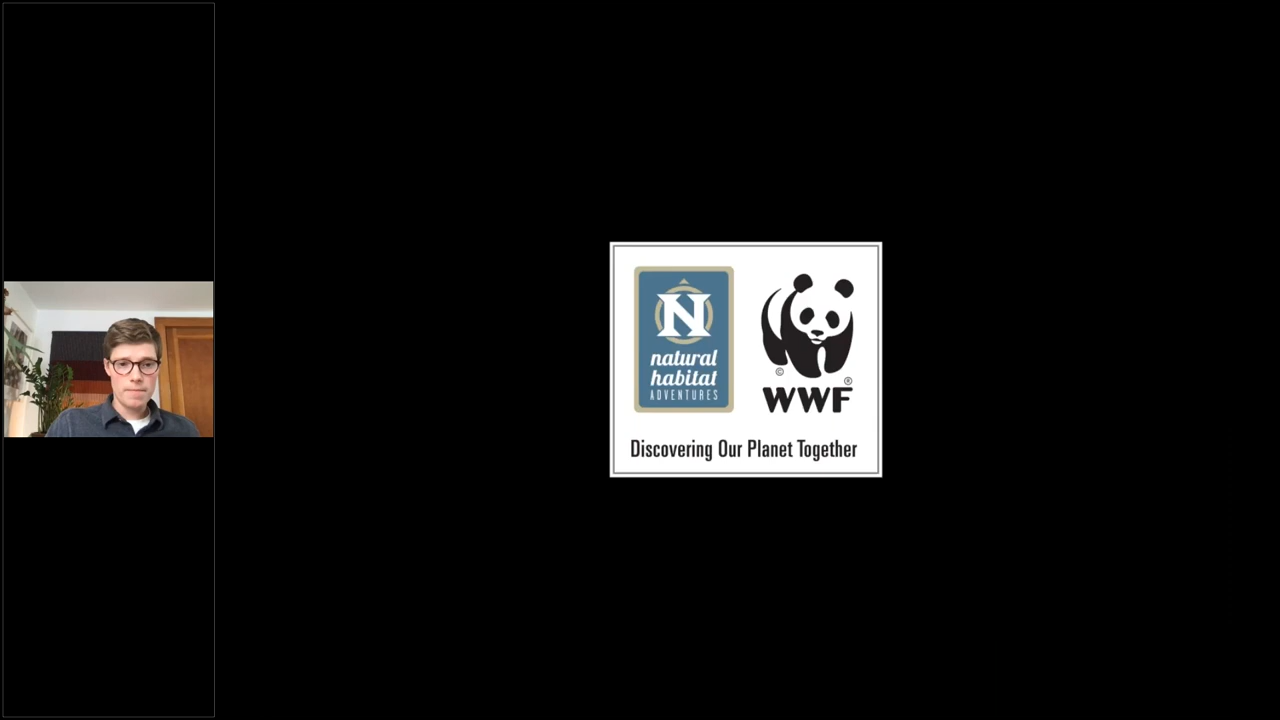 N
natural
habitat
ADVENTURES
©
®
WWF
Discovering Our Planet Together